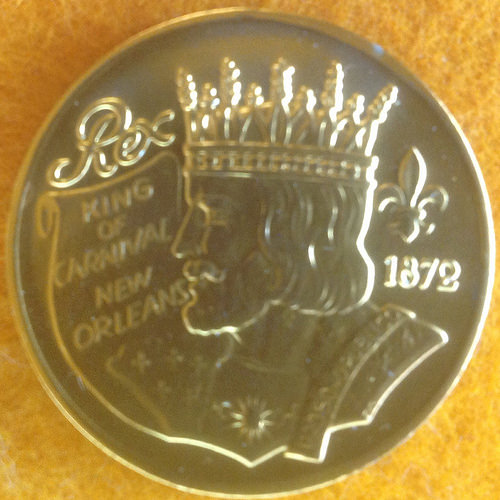 Rex
KING
OF
CARNIVAL
NEW
ORLEANS
1872